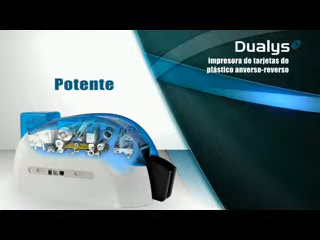 Dualys
impresora de tarjetas de
plástico anverso-reverso
Potente